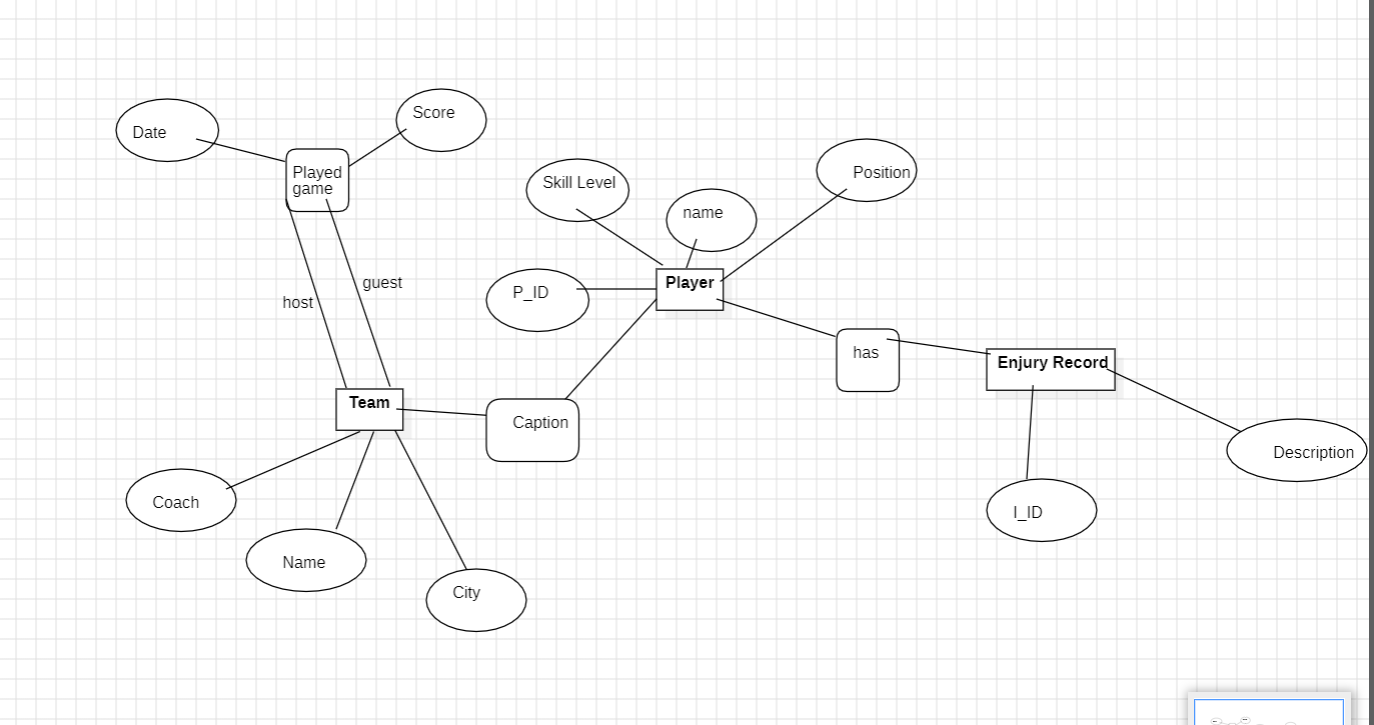 Score
Date
Played
game
Position
Skill Level
name
guest
Player
P_ID
host
has
Enjury Record
Team
Caption
Description
Coach
I_ID
Name
City